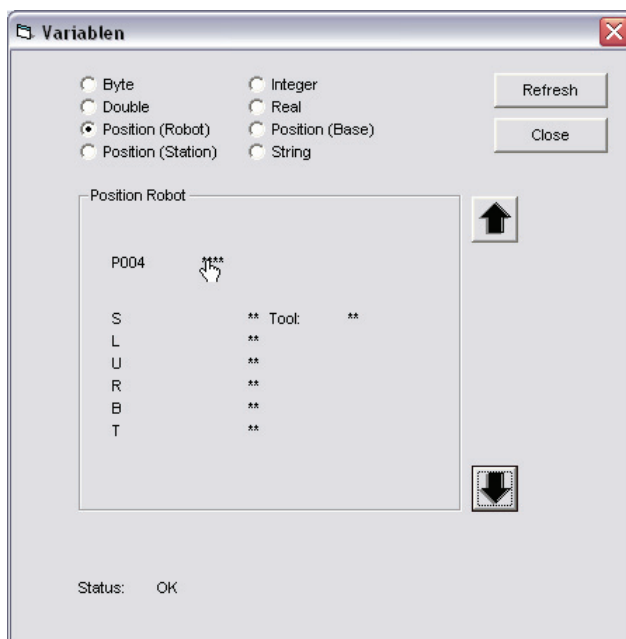 Variablen
Byte Integer Refresh
Double Real
Position (Robot) Position (Base) Close
Position (Station) String
Position Robot
P004 ****
S ** Tool: **
L **
U **
R **
B **
T **
Status: OK